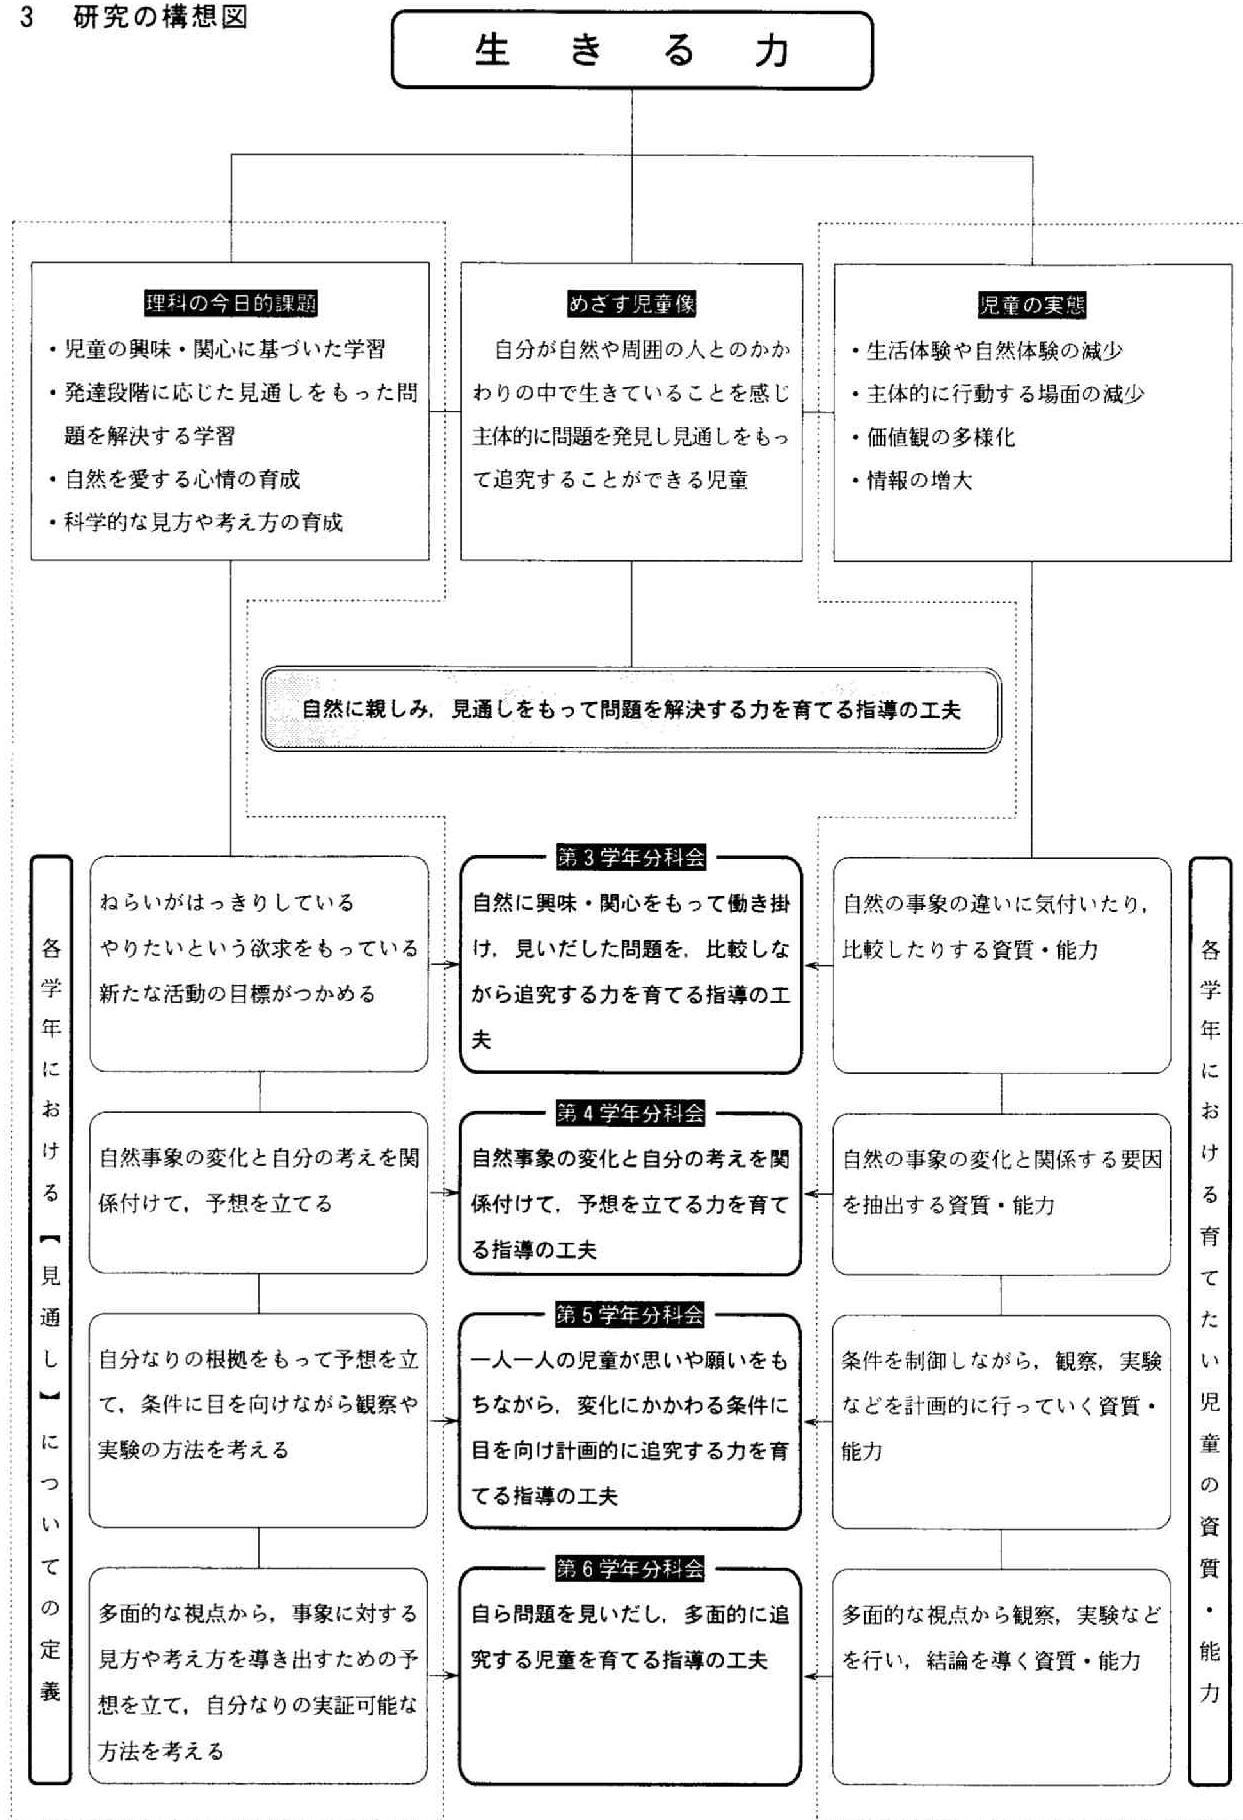 3 研究の構想図
生きる力
理科の今日的課題
・児童の興味・関心に基づいた学習
・発達段階に応じた見通しをもった問
題を解決する学習
・自然を愛する心情の育成
・科学的な見方や考え方の育成
めざす児童像
自分が自然や周囲の人とのかか
わりの中で生きていることを感じ
主体的に問題を発見し見通しをもっ
て追究することができる児童
児童の実態
・生活体験や自然体験の減少
・主体的に行動する場面の減少
・価値観の多様化
・情報の増大
自然に親しみ，見通しをもって問題を解決する力を育てる指導の工夫
各学年における【見通し】についての定義
ねらいがはっきりしている
やりたいという欲求をもっている
新たな活動の目標がつかめる
第3学年分科会
自然に興味・関心をもって働き掛
け，見いだした問題を，比較しな
がら追究する力を育てる指導の工
夫
自然の事象の違いに気付いたり，
比較したりする資質・能力
各学年における育てたい児童の資質・能力
自然事象の変化と自分の考えを関
係付けて，予想を立てる
第4学年分科会
自然事象の変化と自分の考えを関
係付けて，予想を立てる力を育て
る指導の工夫
自然の事象の変化と関係する要因
を抽出する資質・能力
自分なりの根拠をもって予想を立
て，条件に目を向けながら観察や
実験の方法を考える
第5学年分科会
一人一人の児童が思いや願いをも
ちながら，変化にかかわる条件に
目を向け計画的に追究する力を育
てる指導の工夫
条件を制御しながら，観察，実験
などを計画的に行っていく資質・
能力
多面的な視点から，事象に対する
見方や考え方を導き出すための予
想を立て，自分なりの実証可能な
方法を考える
第6学年分科会
自ら問題を見いだし，多面的に追
究する児童を育てる指導の工夫
多面的な視点から観察，実験など
を行い，結論を導く資質・能力